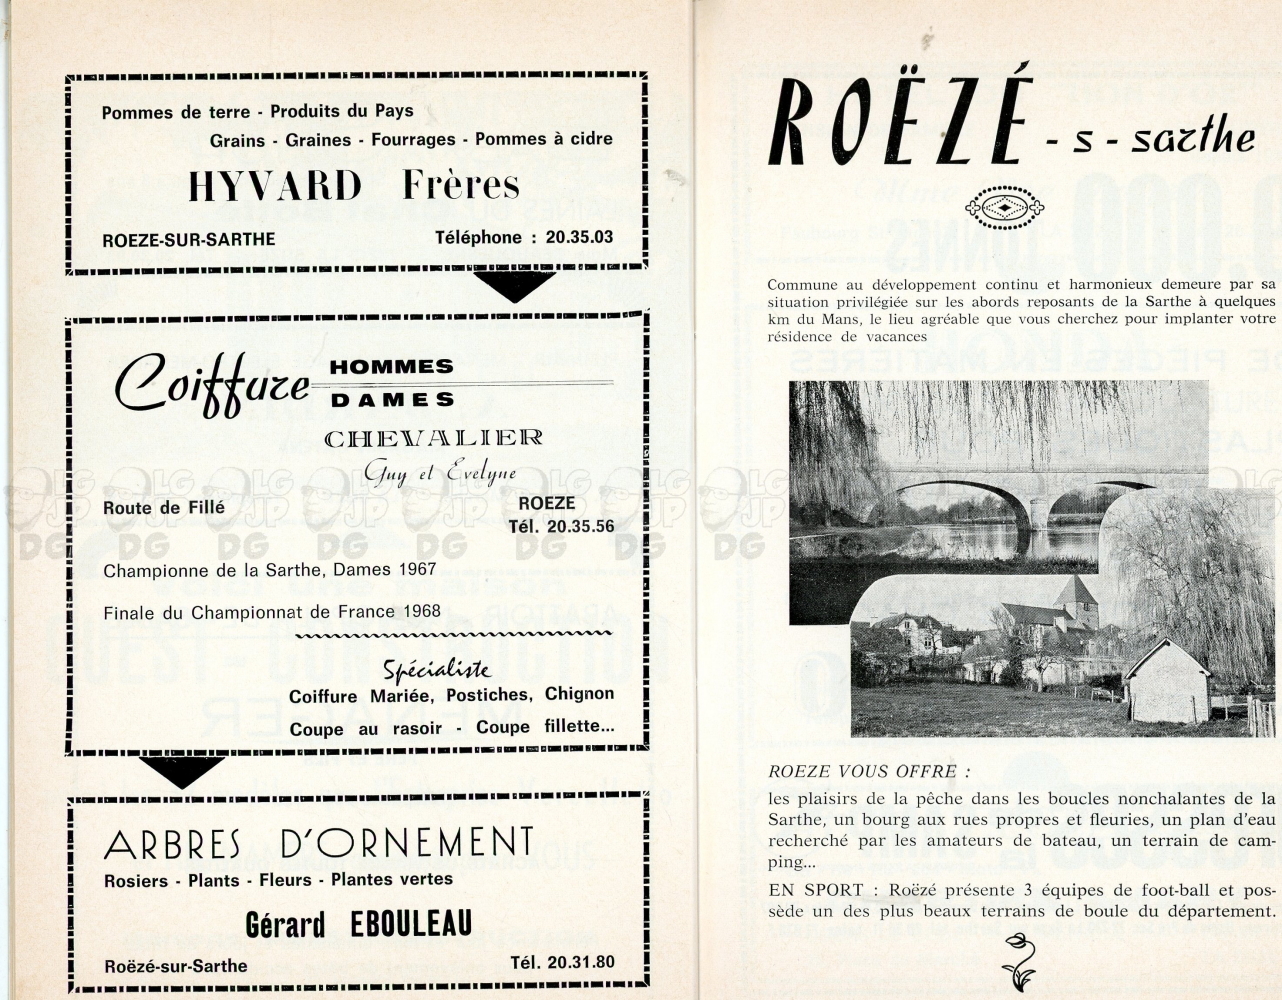 Pommes de terre - Produits du Pays
Grains - Graines - Fourrages - Pommes à cidre
HYVARD Frères
ROEZE-SUR-SARTHE Téléphone : 20.35.03
Coiffure HOMMES
DAMES
CHEVALIER
Guy et Evelyne
Route de Fillé ROEZE
Tél. 20.35.56
Championne de la Sarthe, Dames 1967
Finale du Championnat de France 1968
Spécialiste
Coiffure Mariée, Postiches, Chignon
Coupe au rasoir - Coupe fillette...
ARBRES D'ORNEMENT
Rosiers - Plants - Fleurs - Plantes vertes
Gérard EBOULEAU
Roëzé-sur-Sarthe Tél. 20.31.80
ROËZÉ - s - sarthe
Commune au développement continu et harmonieux demeure par sa
situation privilégiée sur les abords reposants de la Sarthe à quelques
km du Mans, le lieu agréable que vous cherchez pour implanter votre
résidence de vacances
ROEZE VOUS OFFRE :
les plaisirs de la pêche dans les boucles nonchalantes de la
Sarthe, un bourg aux rues propres et fleuries, un plan d'eau
recherché par les amateurs de bateau, un terrain de cam-
ping...
EN SPORT : Roëzé présente 3 équipes de foot-ball et pos-
sède un des plus beaux terrains de boule du département.